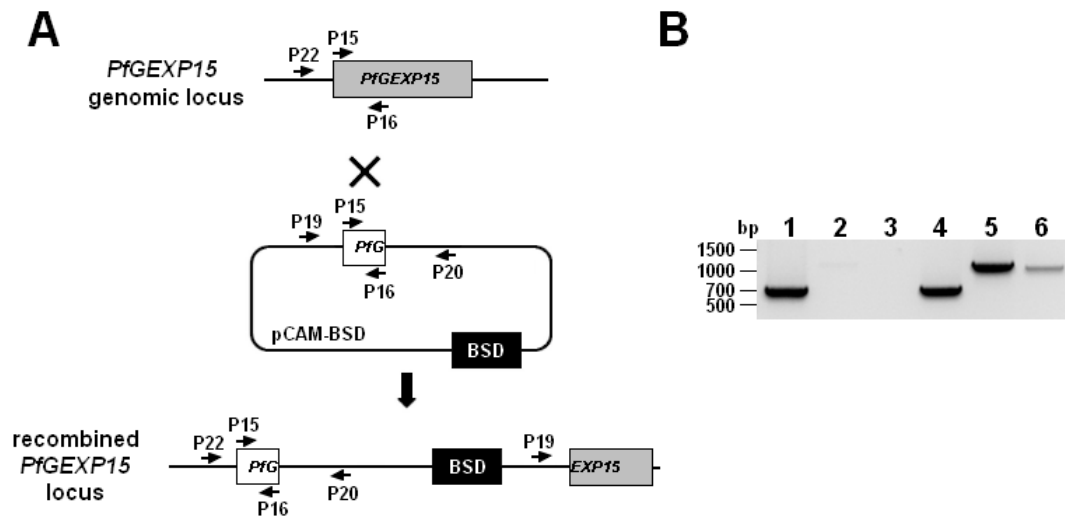 A
B
P22
P15
PfGEXP15
genomic locus
PfGEXP15
P16
P19
P15
PfG
P16
P20
pCAM-BSD
BSD
bp
1 2 3 4 5 6
1500
1000
700
500
recombined
PfGEXP15
locus
P22
P15
PfG
P16
P20
BSD
P19
EXP15